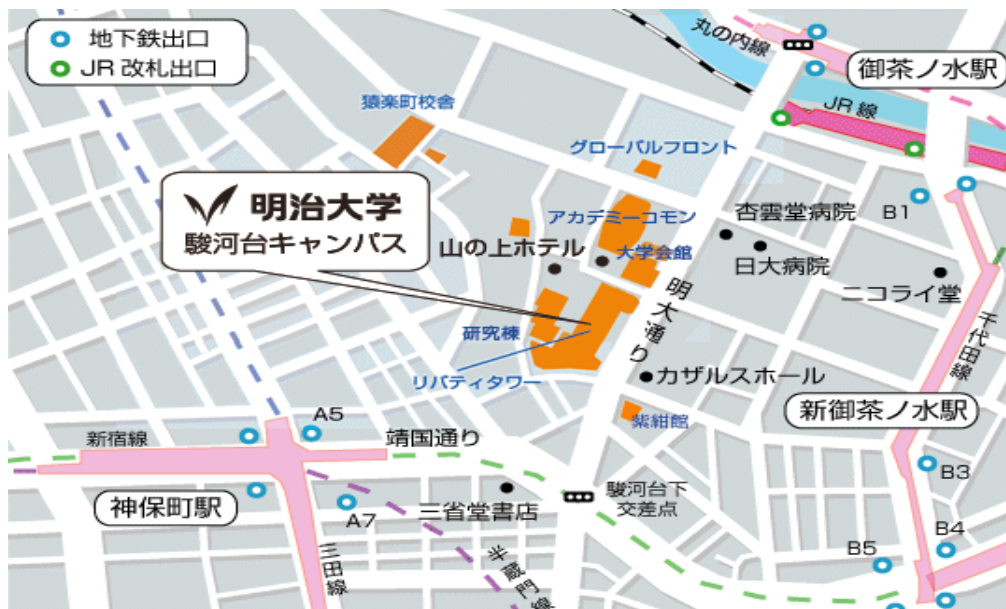 地下鉄出口
JR 改札出口
丸の内線
御茶ノ水駅
JR 線
猿楽町校舎
グローバルフロント
明治大学
駿河台キャンパス
アカデミーコモン
杏雲堂病院
B1
山の上ホテル
大学会館
日大病院
ニコライ堂
明大通り
千代田線
研究棟
リバティタワー
カザルスホール
紫紺館
新御茶ノ水駅
A5
新宿線
靖国通り
B3
神保町駅
A7
三省堂書店
駿河台下
交差点
B4
B5
三田線
半蔵門線